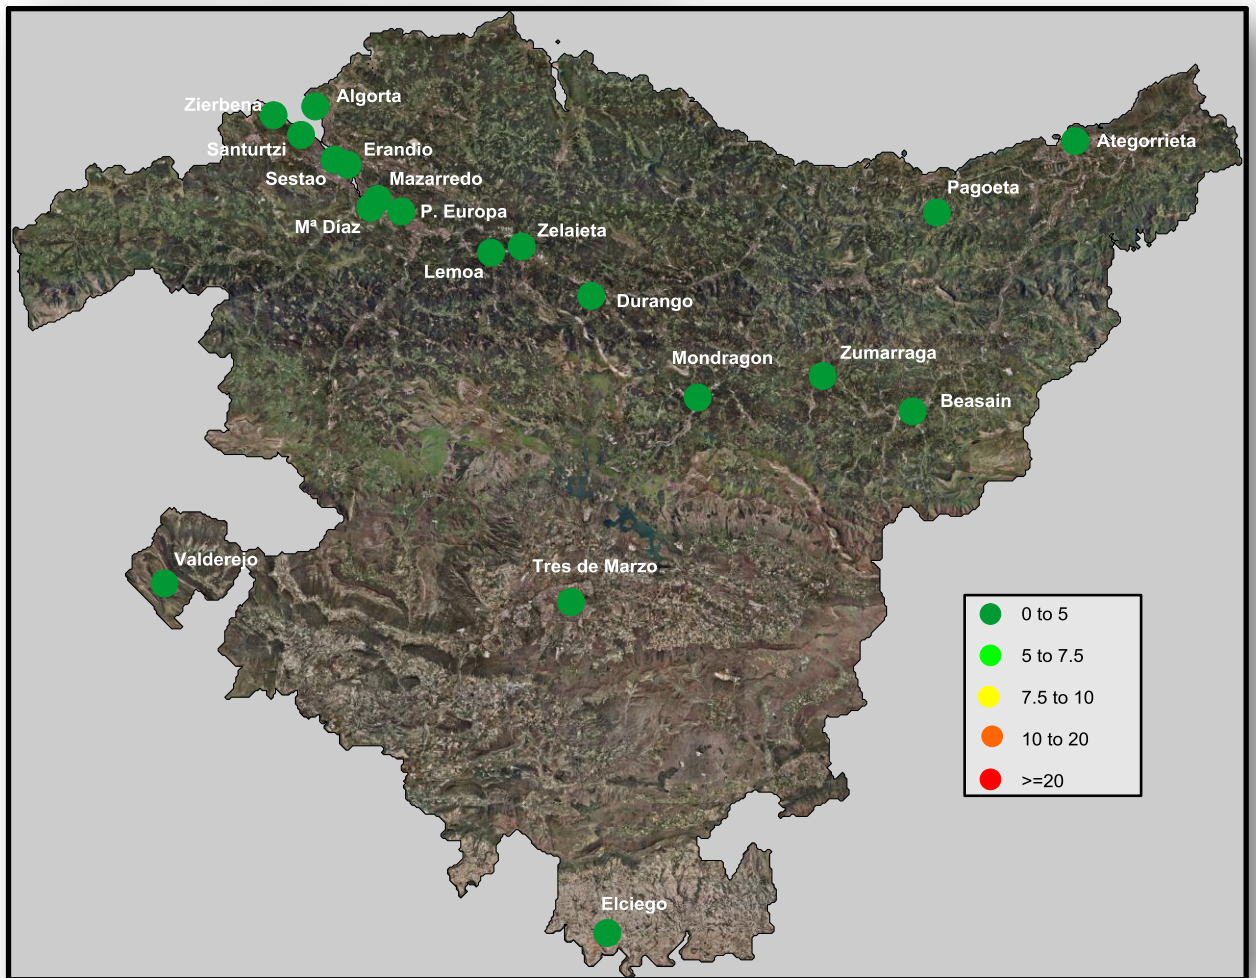 Algorta
Zierbena
Santurtzi
Erandio
Sestao
Mazarredo
Mª Díaz
P. Europa
Zelaieta
Lemoa
Durango
Ategorrieta
Pagoeta
Mondragon
Zumarraga
Beasain
Valderejo
Tres de Marzo
Elciego
0 to 5
5 to 7.5
7.5 to 10
10 to 20
>=20